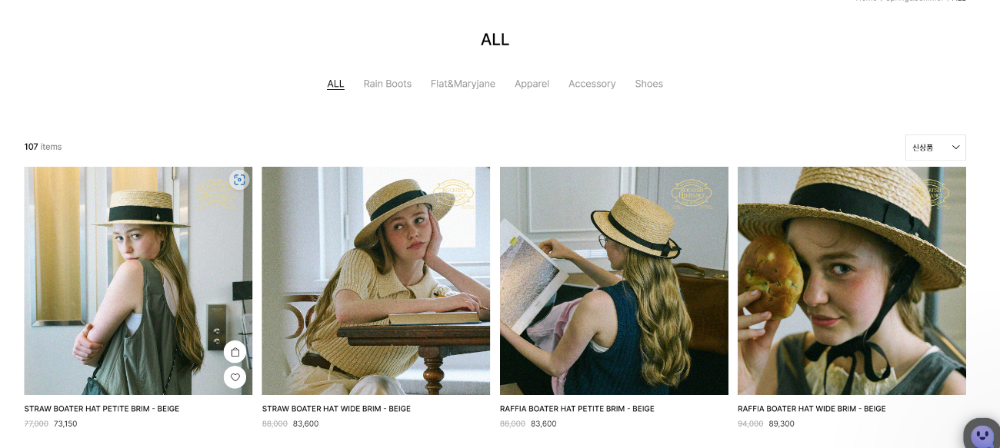 ALL
ALL Rain Boots Flat&Maryjane Apparel Accessory Shoes
107 items
신상품
STRAW BOATER HAT PETITE BRIM - BEIGE
77,000 73,150
STRAW BOATER HAT WIDE BRIM - BEIGE
88,000 83,600
RAFFIA BOATER HAT PETITE BRIM - BEIGE
88,000 83,600
RAFFIA BOATER HAT WIDE BRIM - BEIGE
94,000 89,300